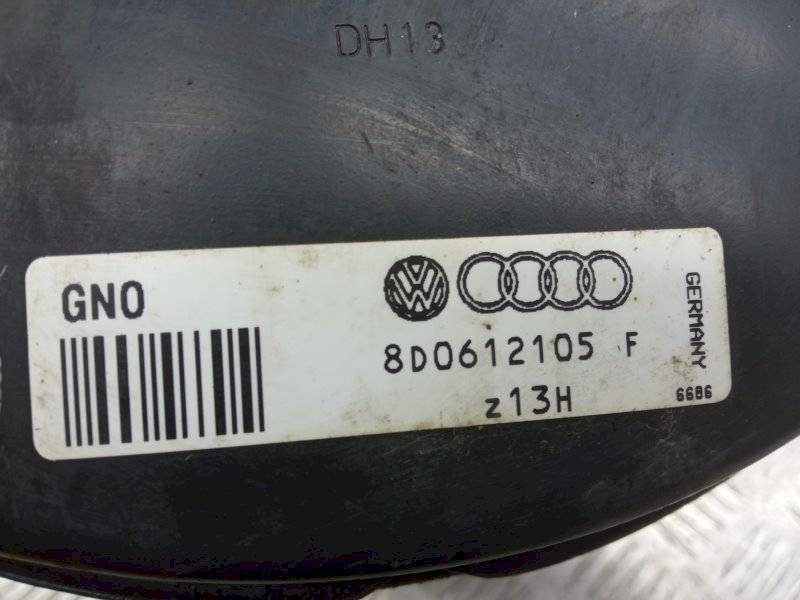 DH13
GNO
8D0612105 F
z13H
GERMANY
6686